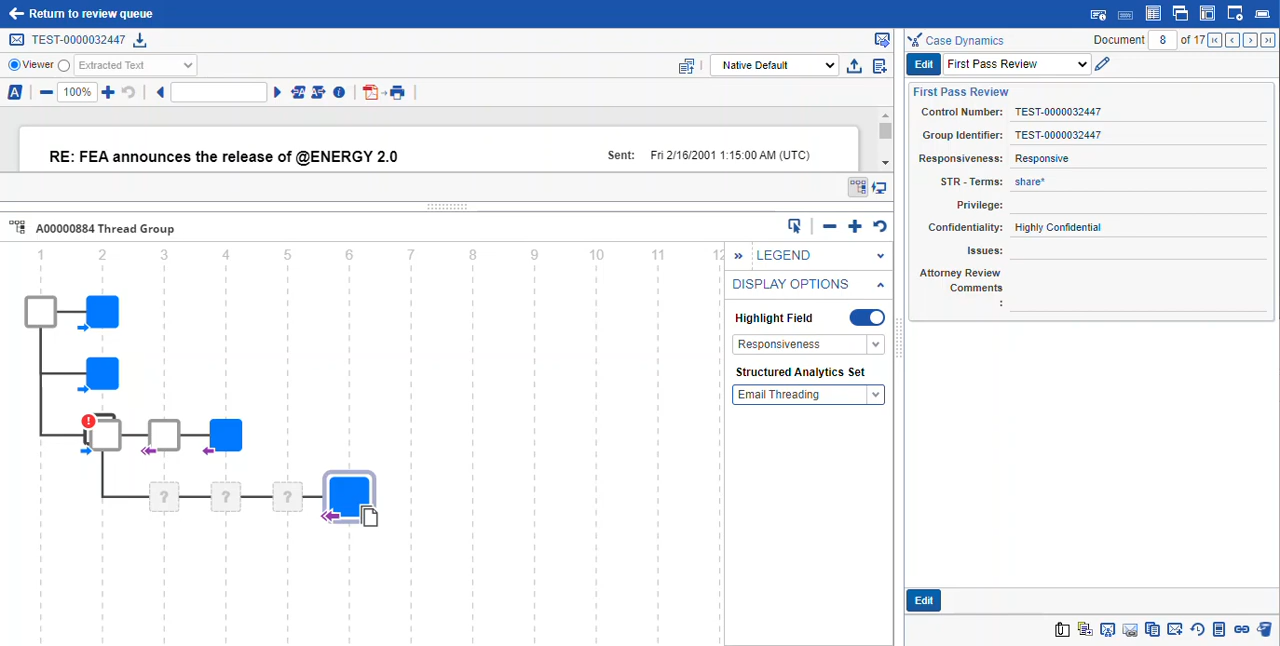 Return to review queue
TEST-0000032447
Case Dynamics
Document 8 of 17
Viewer
Extracted Text
Native Default
Edit
First Pass Review
A
100%
RE: FEA announces the release of @ENERGY 2.0
Sent: Fri 2/16/2001 1:15:00 AM (UTC)
First Pass Review
Control Number: TEST-0000032447
Group Identifier: TEST-0000032447
Responsiveness: Responsive
STR - Terms: share*
Privilege:
Confidentiality: Highly Confidential
Issues:
Attorney Review
Comments
:
A00000884 Thread Group
1 2 3 4 5 6 7 8 9 10 11 12
LEGEND
DISPLAY OPTIONS
Highlight Field
Responsiveness
Structured Analytics Set
Email Threading
!
? ? ?
Edit